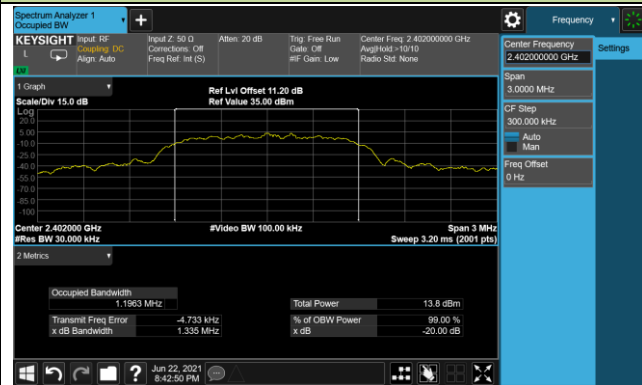 Spectrum Analyzer 1
Occupied BW
+
Frequency
KEYSIGHT Input: RF Input Z: 50 Ω Atten: 20 dB Trig: Free Run Center Freq: 2.402000000 GHz
L Coupling: DC Corrections: Off Gate: Off Avg|Hold:>10/10
Align: Auto Freq Ref: Int (S) #IF Gain: Low Radio Std: None
Center Frequency
2.402000000 GHz
Settings
Span
3.0000 MHz
CF Step
300.000 kHz
Auto
Man
Freq Offset
0 Hz
1 Graph
Scale/Div 15.0 dB
Ref Lvl Offset 11.20 dB
Ref Value 35.00 dBm
Log
20.0
5.00
-10.0
-25.0
-40.0
-55.0
-70.0
-85.0
-100
Center 2.402000 GHz #Video BW 100.00 kHz Span 3 MHz
#Res BW 30.000 kHz Sweep 3.20 ms (2001 pts)
2 Metrics
Occupied Bandwidth
1.1963 MHz
Total Power 13.8 dBm
Transmit Freq Error -4.733 kHz % of OBW Power 99.00 %
x dB Bandwidth 1.335 MHz x dB -20.00 dB
?
Jun 22, 2021
8:42:50 PM